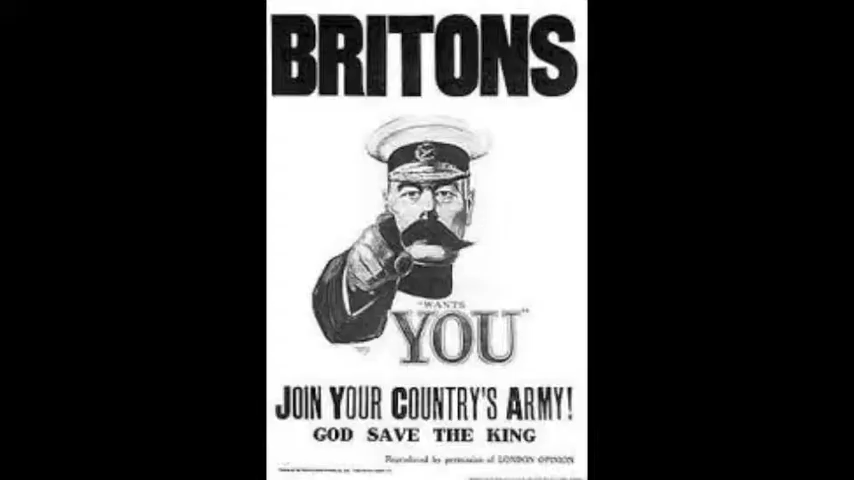 BRITONS
"WANTS
YOU"
JOIN YOUR COUNTRY'S ARMY!
GOD SAVE THE KING
Reproduced by permission of LONDON OPINION